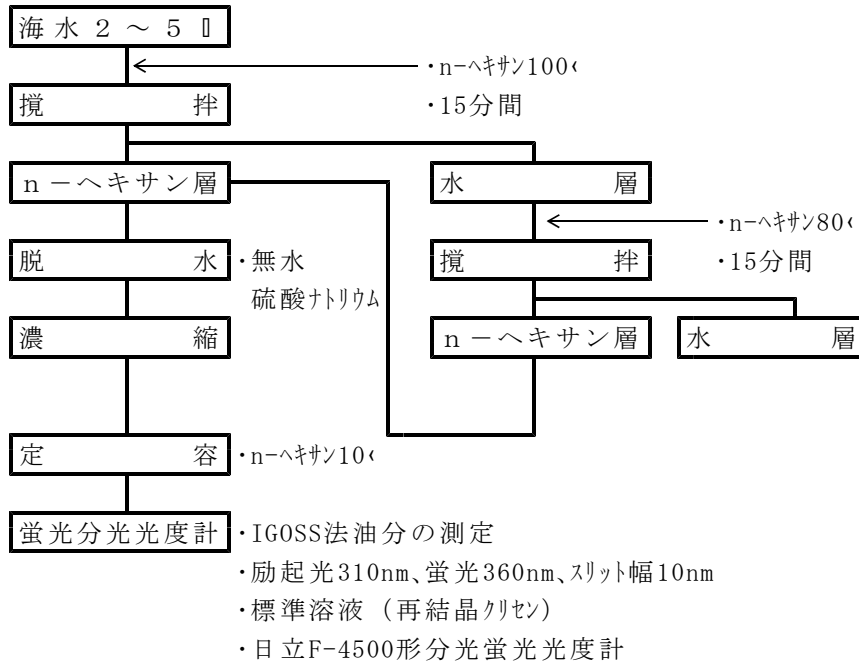 海水2～5
・n-ヘキサン100
撹拌
・15分間
n－ヘキサン層
水層
・n-ヘキサン80
脱水
・無水
硫酸ナトリウム
撹拌
・15分間
濃縮
n－ヘキサン層
水層
定容
・n-ヘキサン10
蛍光分光光度計
・IGOSS法油分の測定
・励起光310nm、蛍光360nm、スリット幅10nm
・標準溶液（再結晶クリセン）
・日立F-4500形分光蛍光光度計